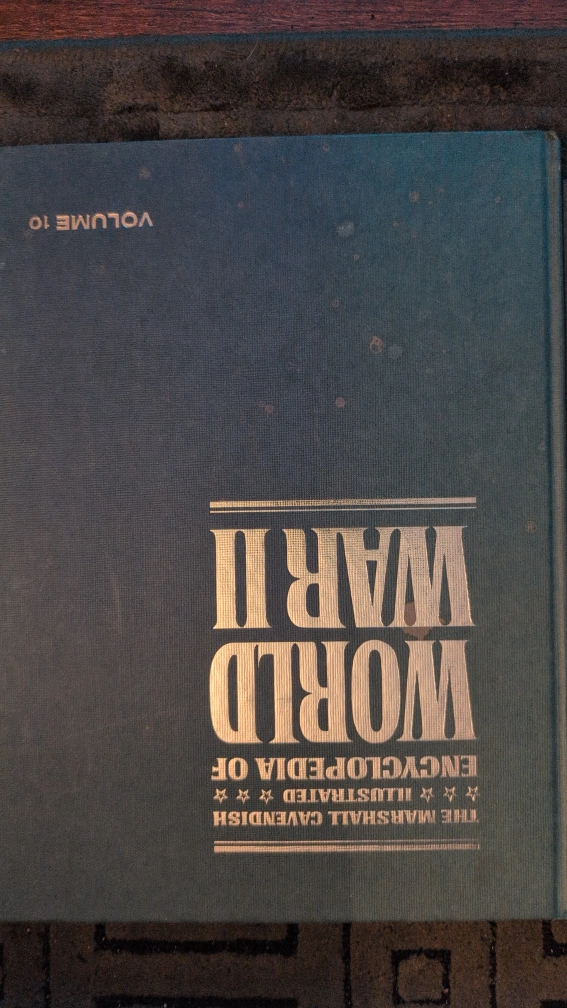 THE MARSHALL CAVENDISH
☆ ☆ ☆ ILLUSTRATED ☆ ☆ ☆
ENCYCLOPEDIA OF
WORLD
WAR II
VOLUME 10